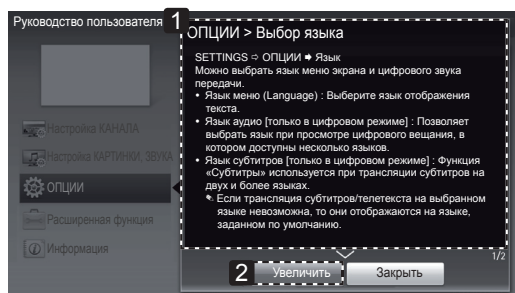 Руководство пользователя
1
ОПЦИИ > Выбор языка
SETTINGS ⇨ ОПЦИИ ➡ Язык
Можно выбрать язык меню экрана и цифрового звука
передачи.
• Язык меню (Language) : Выберите язык отображения
текста.
• Язык аудио [только в цифровом режиме] : Позволяет
выбрать язык при просмотре цифрового вещания, в
котором доступны несколько языков.
• Язык субтитров [только в цифровом режиме] : Функция
«Субтитры» используется при трансляции субтитров на
двух и более языках.
✎ Если трансляция субтитров/телетекста на выбранном
языке невозможна, то они отображаются на языке,
заданном по умолчанию.
Настройка КАНАЛА
Настройка КАРТИНКИ, ЗВУКА
ОПЦИИ
Расширенная функция
Информация
1/2
2
Увеличить
Закрыть